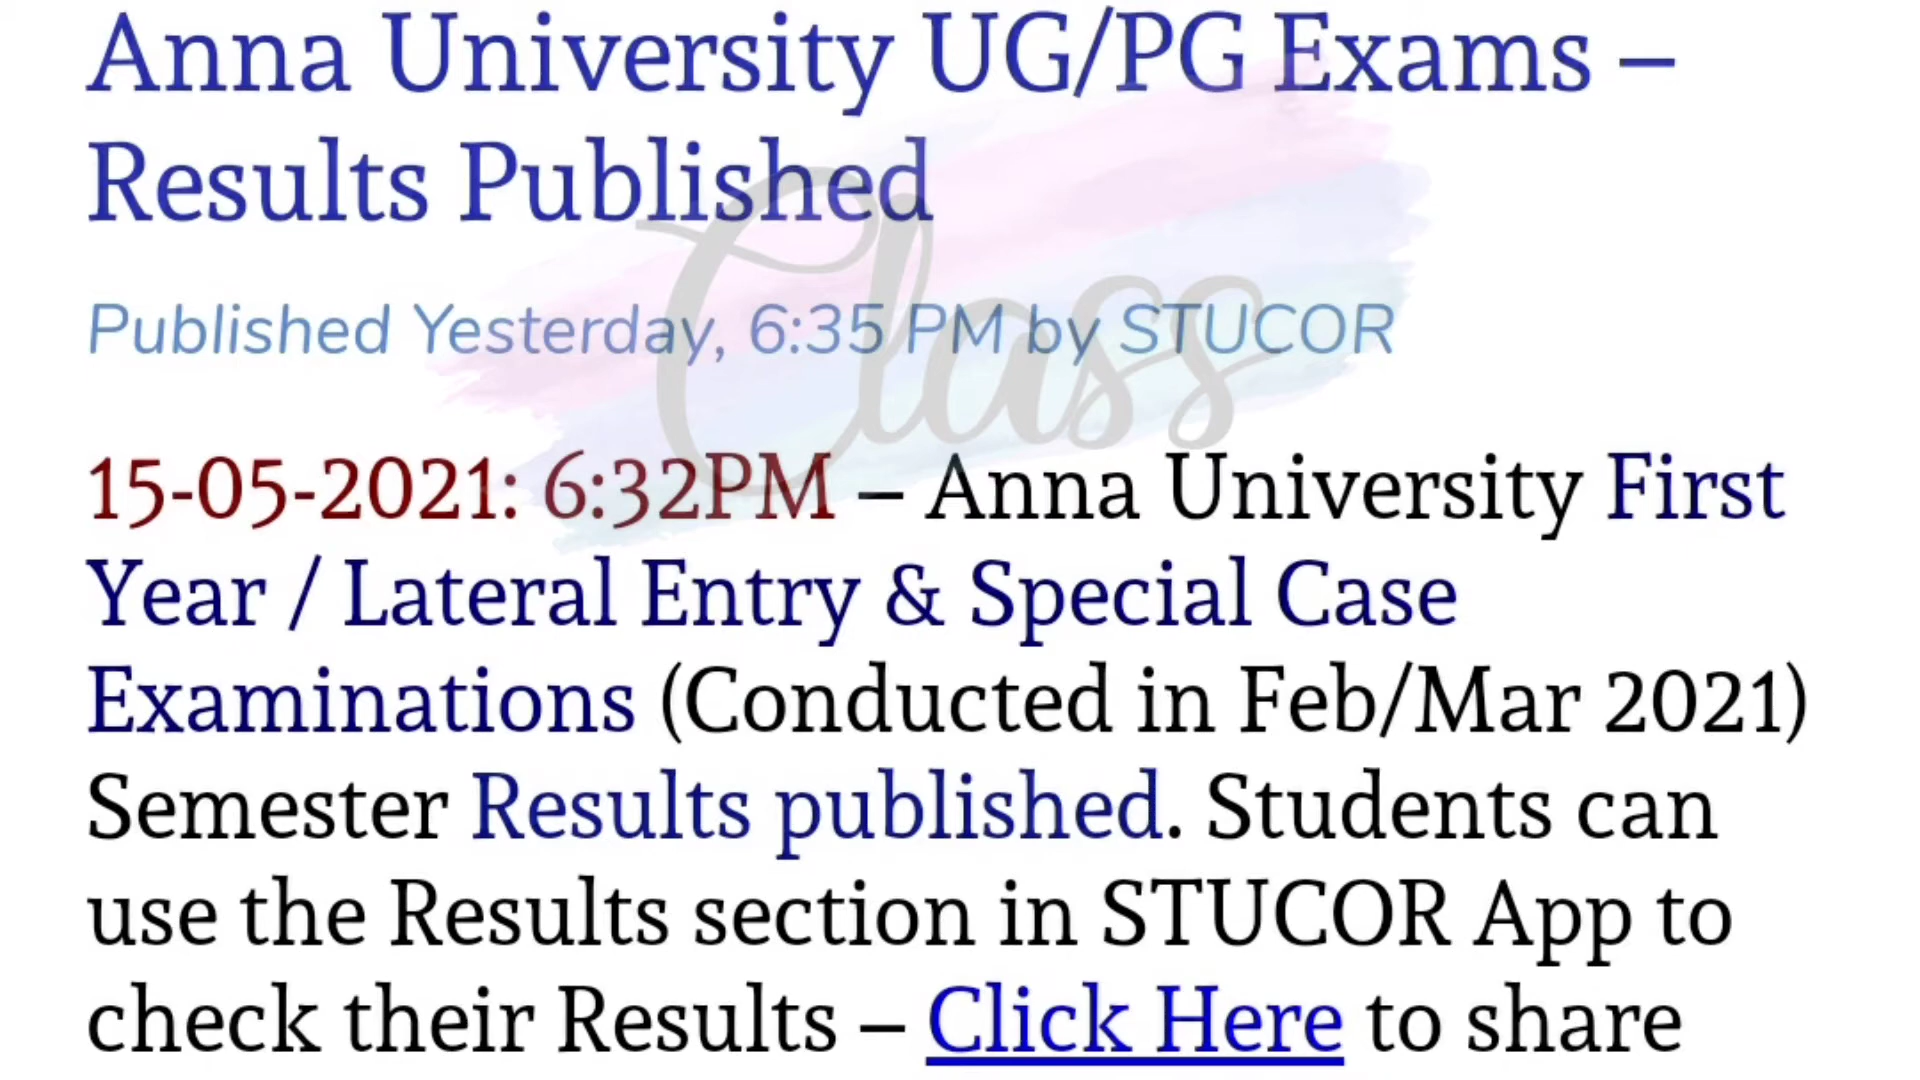 Anna University UG/PG Exams –
Results Published
Class
Published Yesterday, 6:35 PM by STUCOR
15-05-2021: 6:32PM – Anna University First
Year / Lateral Entry & Special Case
Examinations (Conducted in Feb/Mar 2021)
Semester Results published. Students can
use the Results section in STUCOR App to
check their Results – Click Here to share